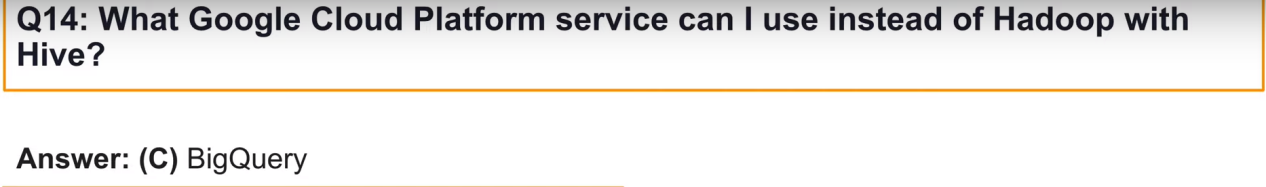 Q14: What Google Cloud Platform service can I use instead of Hadoop with
Hive?
Answer: (C) BigQuery